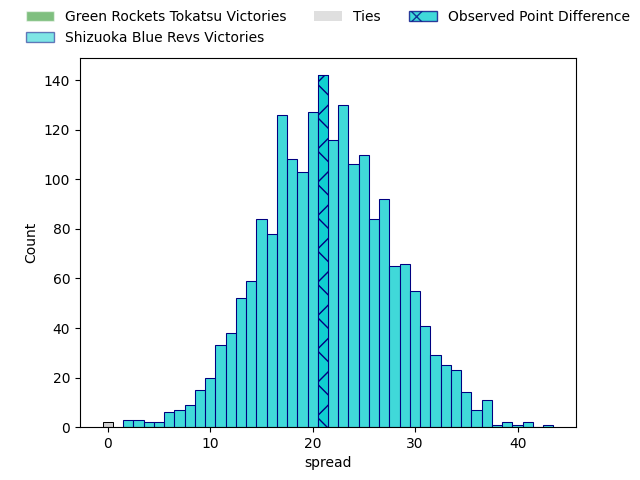 Green Rockets Tokatsu Victories
Ties
Observed Point Difference
Shizuoka Blue Revs Victories
140
120
100
80
60
40
20
0
Count
0
10
20
30
40
spread